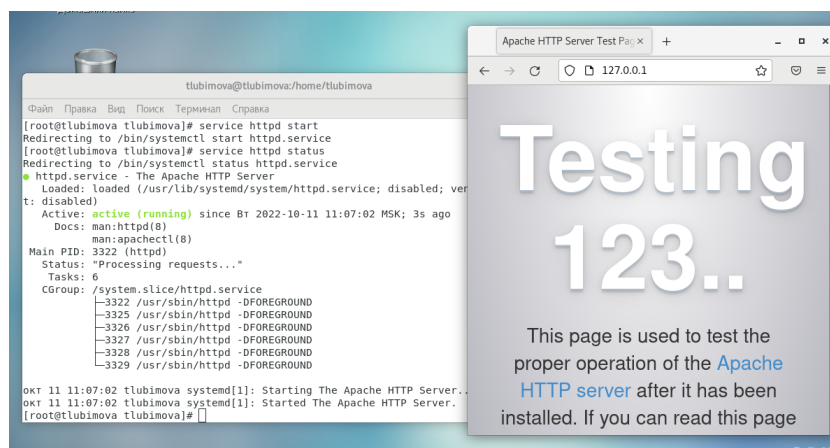 tlubimova@tlubimova:/home/tlubimova
Файл Правка Вид Поиск Терминал Справка
[root@tlubimova tlubimova]# service httpd start
Redirecting to /bin/systemctl start httpd.service
[root@tlubimova tlubimova]# service httpd status
Redirecting to /bin/systemctl status httpd.service
● httpd.service - The Apache HTTP Server
Loaded: loaded (/usr/lib/systemd/system/httpd.service; disabled; ven
t: disabled)
Active: active (running) since Вт 2022-10-11 11:07:02 MSK; 3s ago
Docs: man:httpd(8)
man:apachectl(8)
Main PID: 3322 (httpd)
Status: "Processing requests..."
Tasks: 6
CGroup: /system.slice/httpd.service
├─3322 /usr/sbin/httpd -DFOREGROUND
├─3325 /usr/sbin/httpd -DFOREGROUND
├─3326 /usr/sbin/httpd -DFOREGROUND
├─3327 /usr/sbin/httpd -DFOREGROUND
├─3328 /usr/sbin/httpd -DFOREGROUND
└─3329 /usr/sbin/httpd -DFOREGROUND
окт 11 11:07:02 tlubimova systemd[1]: Starting The Apache HTTP Server..
окт 11 11:07:02 tlubimova systemd[1]: Started The Apache HTTP Server.
[root@tlubimova tlubimova]#
Apache HTTP Server Test Pag
127.0.0.1
Testing
123..
This page is used to test the
proper operation of the Apache
HTTP server after it has been
installed. If you can read this page